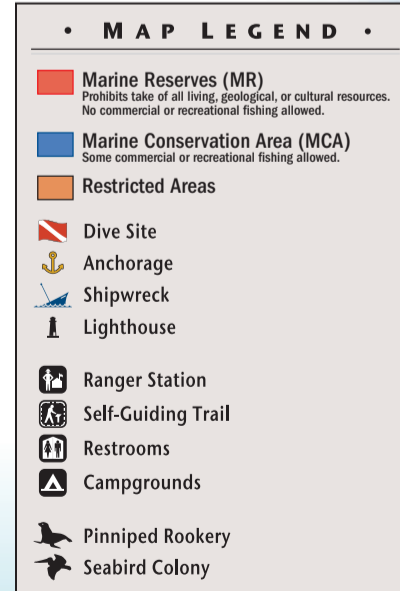 • MAP LEGEND •
Marine Reserves (MR)
Prohibits take of all living, geological, or cultural resources.
No commercial or recreational fishing allowed.
Marine Conservation Area (MCA)
Some commercial or recreational fishing allowed.
Restricted Areas
Dive Site
Anchorage
Shipwreck
Lighthouse
Ranger Station
Self-Guiding Trail
Restrooms
Campgrounds
Pinniped Rookery
Seabird Colony